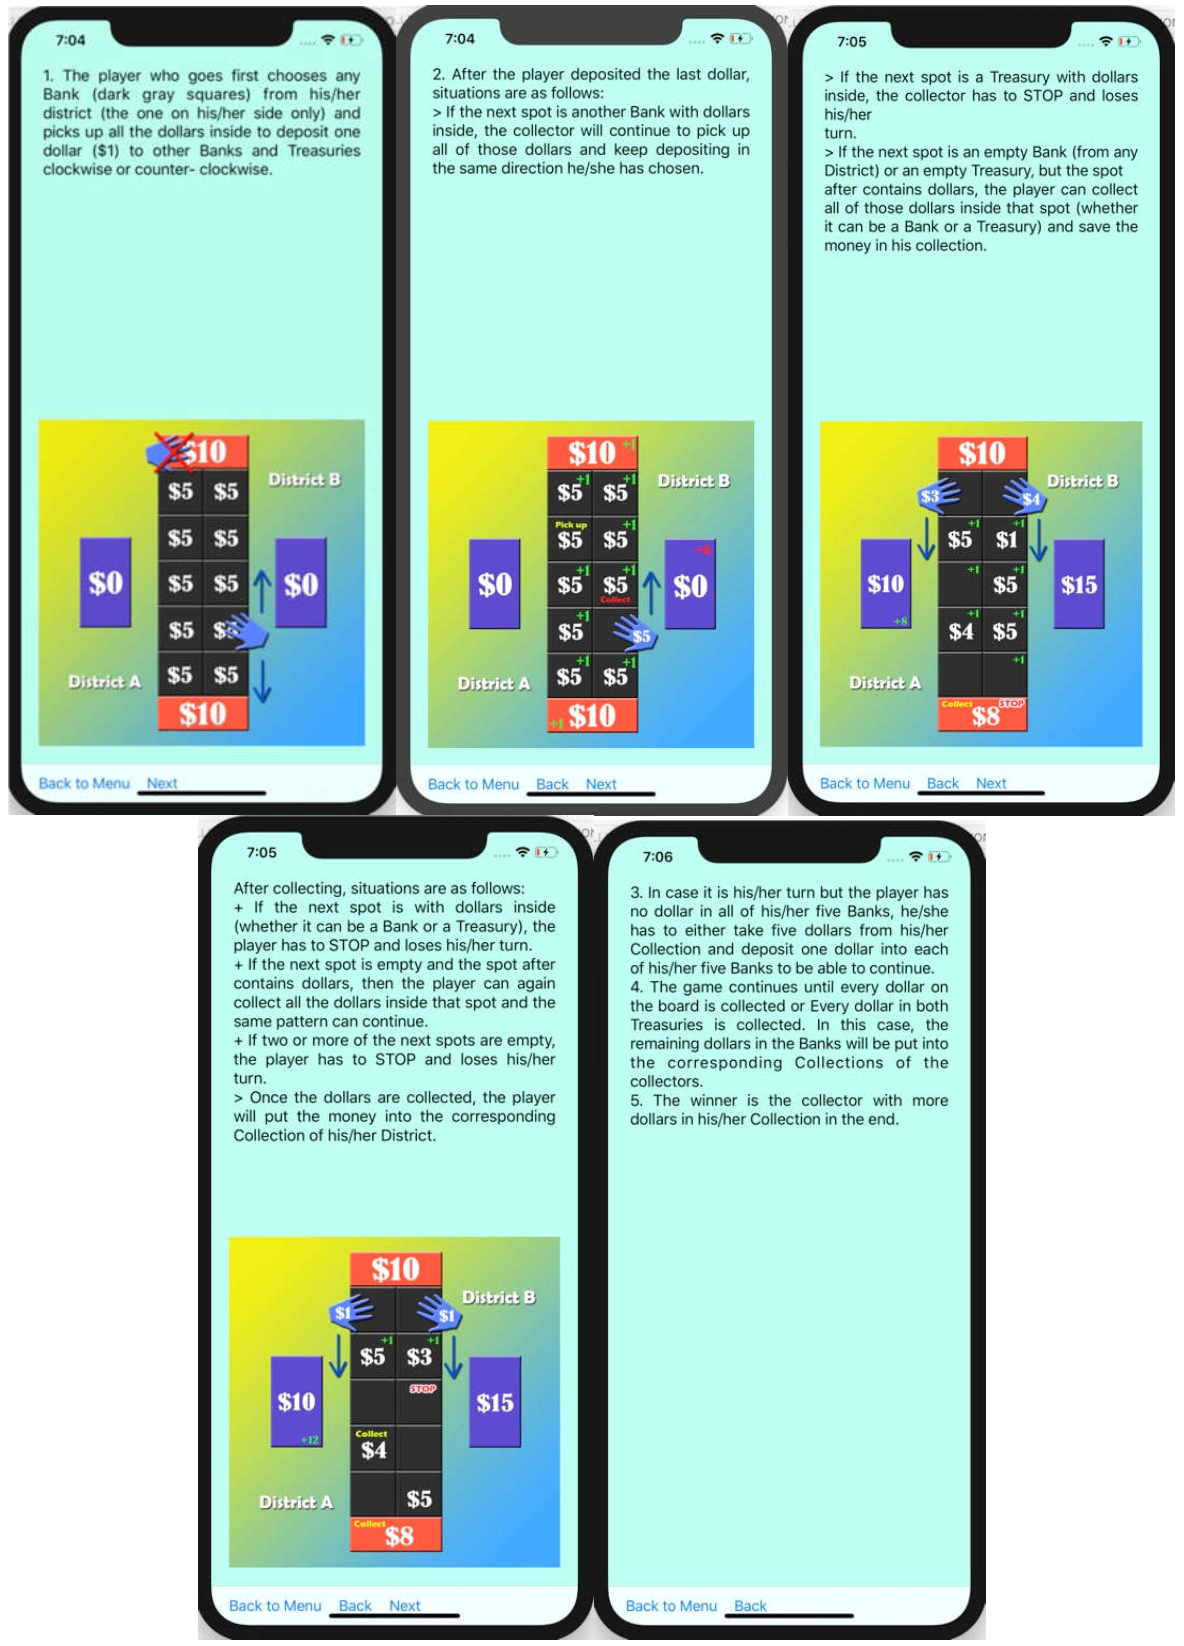 7:04
1. The player who goes first chooses any
Bank (dark gray squares) from his/her
district (the one on his/her side only) and
picks up all the dollars inside to deposit one
dollar ($1) to other Banks and Treasuries
clockwise or counter- clockwise.
$10
District B
$5 $5
$5 $5
$0
$5 $5
$0
$5
District A
$5 $5
$10
Back to Menu Next
7:04
2. After the player deposited the last dollar,
situations are as follows:
> If the next spot is another Bank with dollars
inside, the collector will continue to pick up
all of those dollars and keep depositing in
the same direction he/she has chosen.
$10 +1
+1 +1
$5 $5
District B
Pick up +1
$5 $5
+6
+1 +1
$0
$5 $5
$0
Collect
+1
$5 $5
+1 +1
District A
$5 $5
+1 $10
Back to Menu Back Next
7:05
> If the next spot is a Treasury with dollars
inside, the collector has to STOP and loses
his/her
turn.
> If the next spot is an empty Bank (from any
District) or an empty Treasury, but the spot
after contains dollars, the player can collect
all of those dollars inside that spot (whether
it can be a Bank or a Treasury) and save the
money in his collection.
$10
District B
$3 $4
+1 +1
$5 $1
+1 +1
$10
$5
$15
+8
+1 +1
$4 $5
+1
District A
Collect STOP
$8
Back to Menu Back Next
7:05
After collecting, situations are as follows:
+ If the next spot is with dollars inside
(whether it can be a Bank or a Treasury), the
player has to STOP and loses his/her turn.
+ If the next spot is empty and the spot after
contains dollars, then the player can again
collect all the dollars inside that spot and the
same pattern can continue.
+ If two or more of the next spots are empty,
the player has to STOP and loses his/her
turn.
> Once the dollars are collected, the player
will put the money into the corresponding
Collection of his/her District.
$10
District B
$1 $1
+1 +1
$5 $3
STOP
$10
$15
+12
Collect
$4
District A
$5
Collect
$8
Back to Menu Back Next
7:06
3. In case it is his/her turn but the player has
no dollar in all of his/her five Banks, he/she
has to either take five dollars from his/her
Collection and deposit one dollar into each
of his/her five Banks to be able to continue.
4. The game continues until every dollar on
the board is collected or Every dollar in both
Treasuries is collected. In this case, the
remaining dollars in the Banks will be put into
the corresponding Collections of the
collectors.
5. The winner is the collector with more
dollars in his/her Collection in the end.
Back to Menu Back